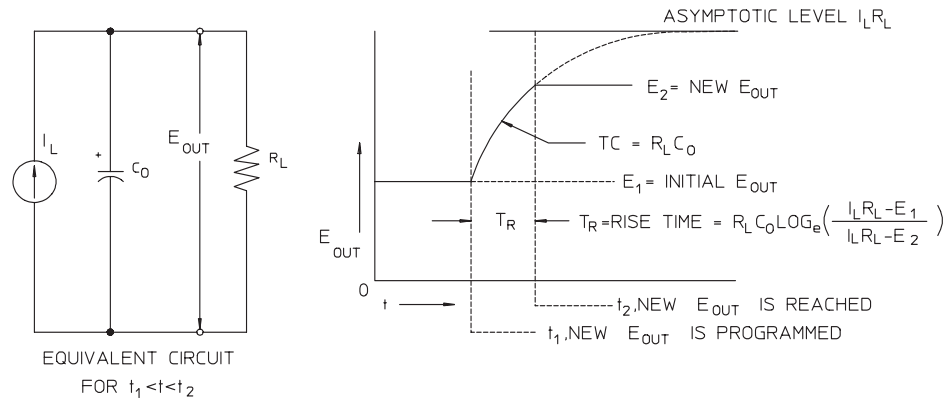 I_L
+
C_O
E_OUT
R_L
EQUIVALENT CIRCUIT
FOR t_1<t<t_2
ASYMPTOTIC LEVEL I_LR_L
E_2= NEW E_OUT
TC = R_LC_O
E_1= INITIAL E_OUT
T_R
T_R=RISE TIME = R_LC_OLOG_e(I_LR_L-E_1/I_LR_L-E_2)
E_OUT
O
t
t_2,NEW E_OUT IS REACHED
t_1,NEW E_OUT IS PROGRAMMED